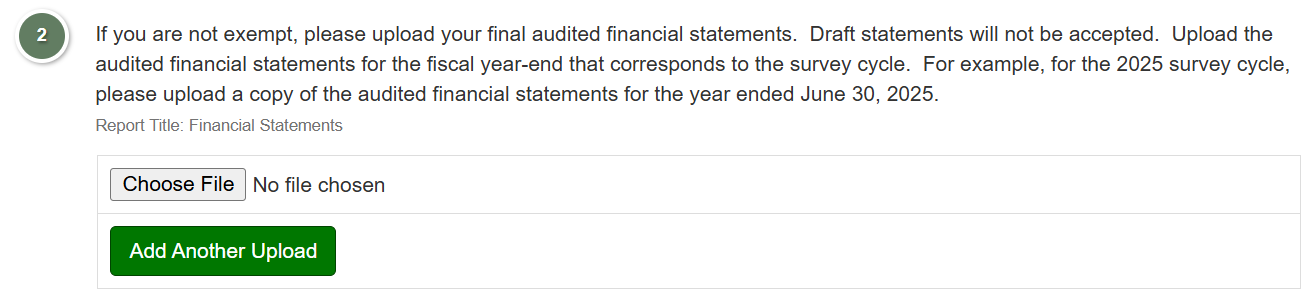 2
If you are not exempt, please upload your final audited financial statements.  Draft statements will not be accepted.  Upload the
audited financial statements for the fiscal year-end that corresponds to the survey cycle.  For example, for the 2025 survey cycle,
please upload a copy of the audited financial statements for the year ended June 30, 2025.
Report Title: Financial Statements
Choose File No file chosen
Add Another Upload